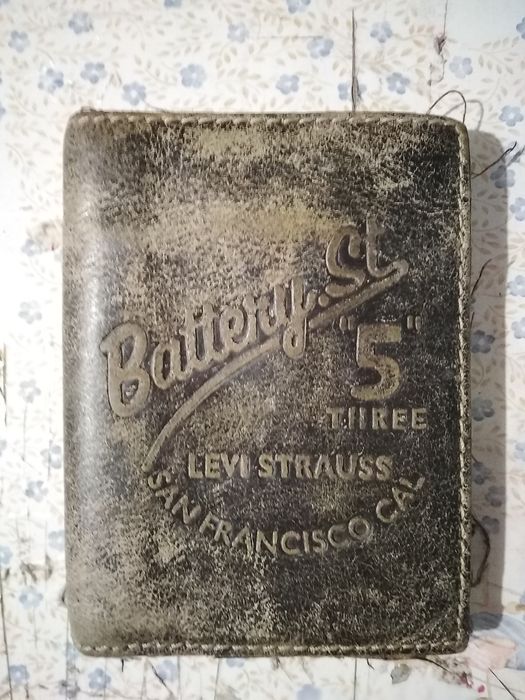 Battery.St
"5"
THREE
LEVI STRAUSS
SAN FRANCISCO CAL